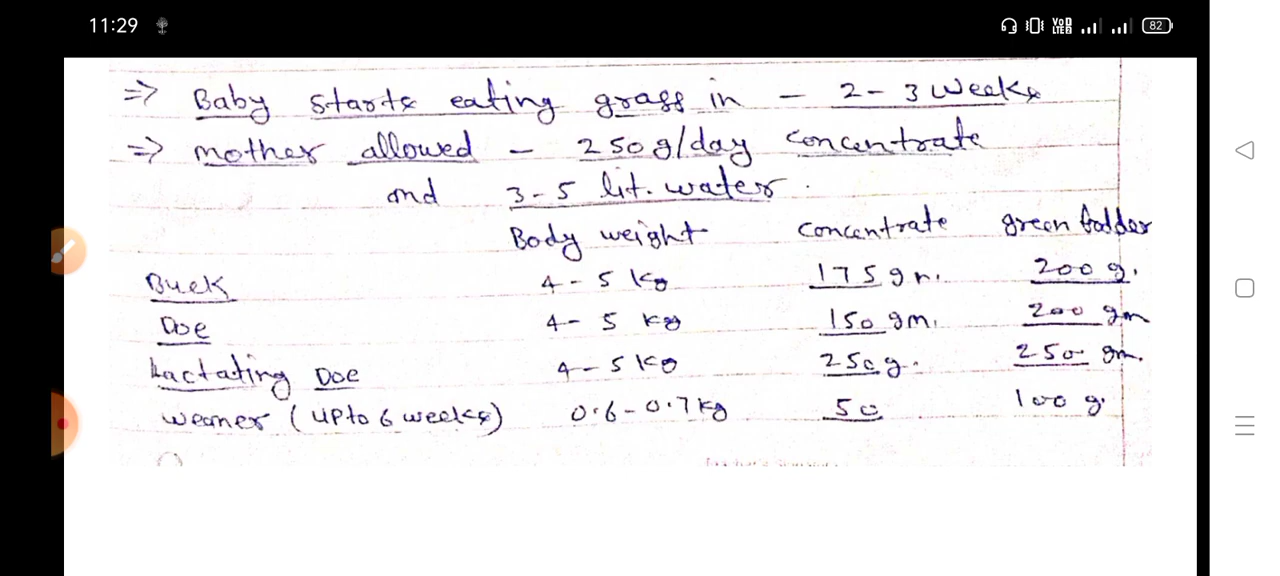 11:29
VoD LTE 82
=> Baby starts eating grass in - 2-3 weeks
=> mother allowed - 250g/day concentrate
and 3-5 lit. water.
Body weight concentrate green fodder
Buck 4-5 Kg 175 gm. 200 g.
Doe 4-5 kg 150 gm. 200 gm
Lactating Doe 4-5 kg 250 g. 250 gm.
weaner (upto 6 weeks) 0.6-0.7 kg 50 100 g.